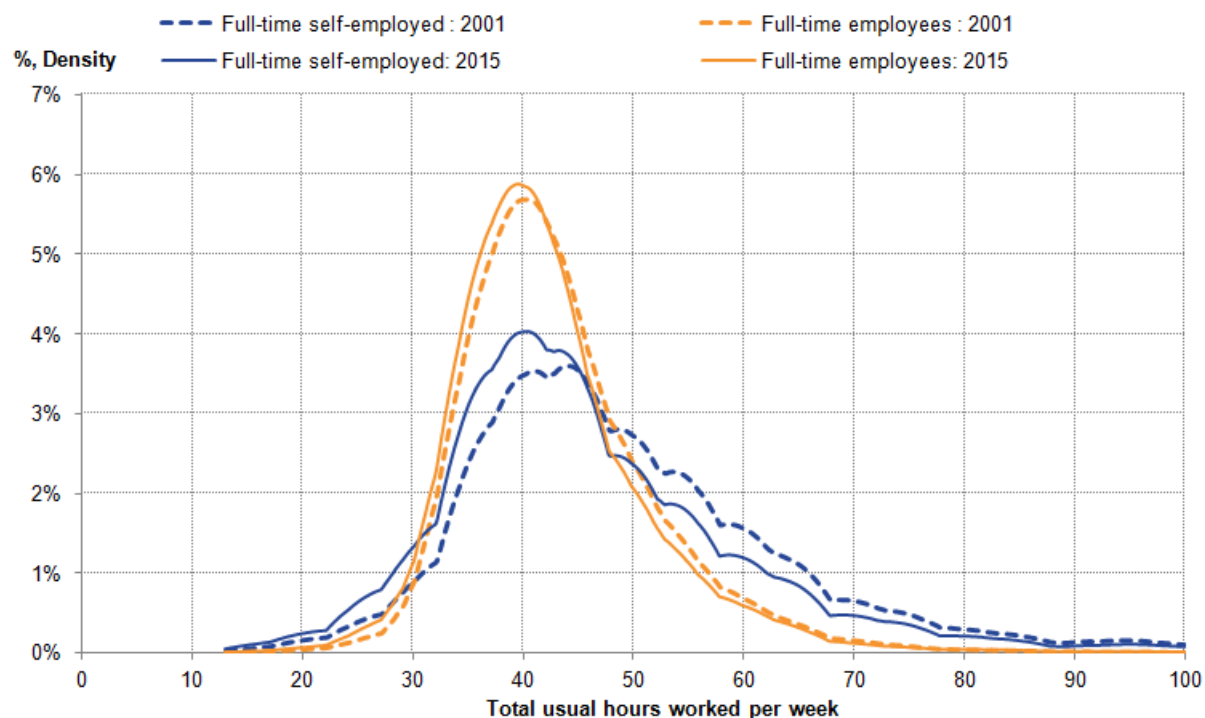 Full-time self-employed : 2001 Full-time employees : 2001
%, Density Full-time self-employed: 2015 Full-time employees: 2015
7%
6%
5%
4%
3%
2%
1%
0%
0 10 20 30 40 50 60 70 80 90 100
Total usual hours worked per week